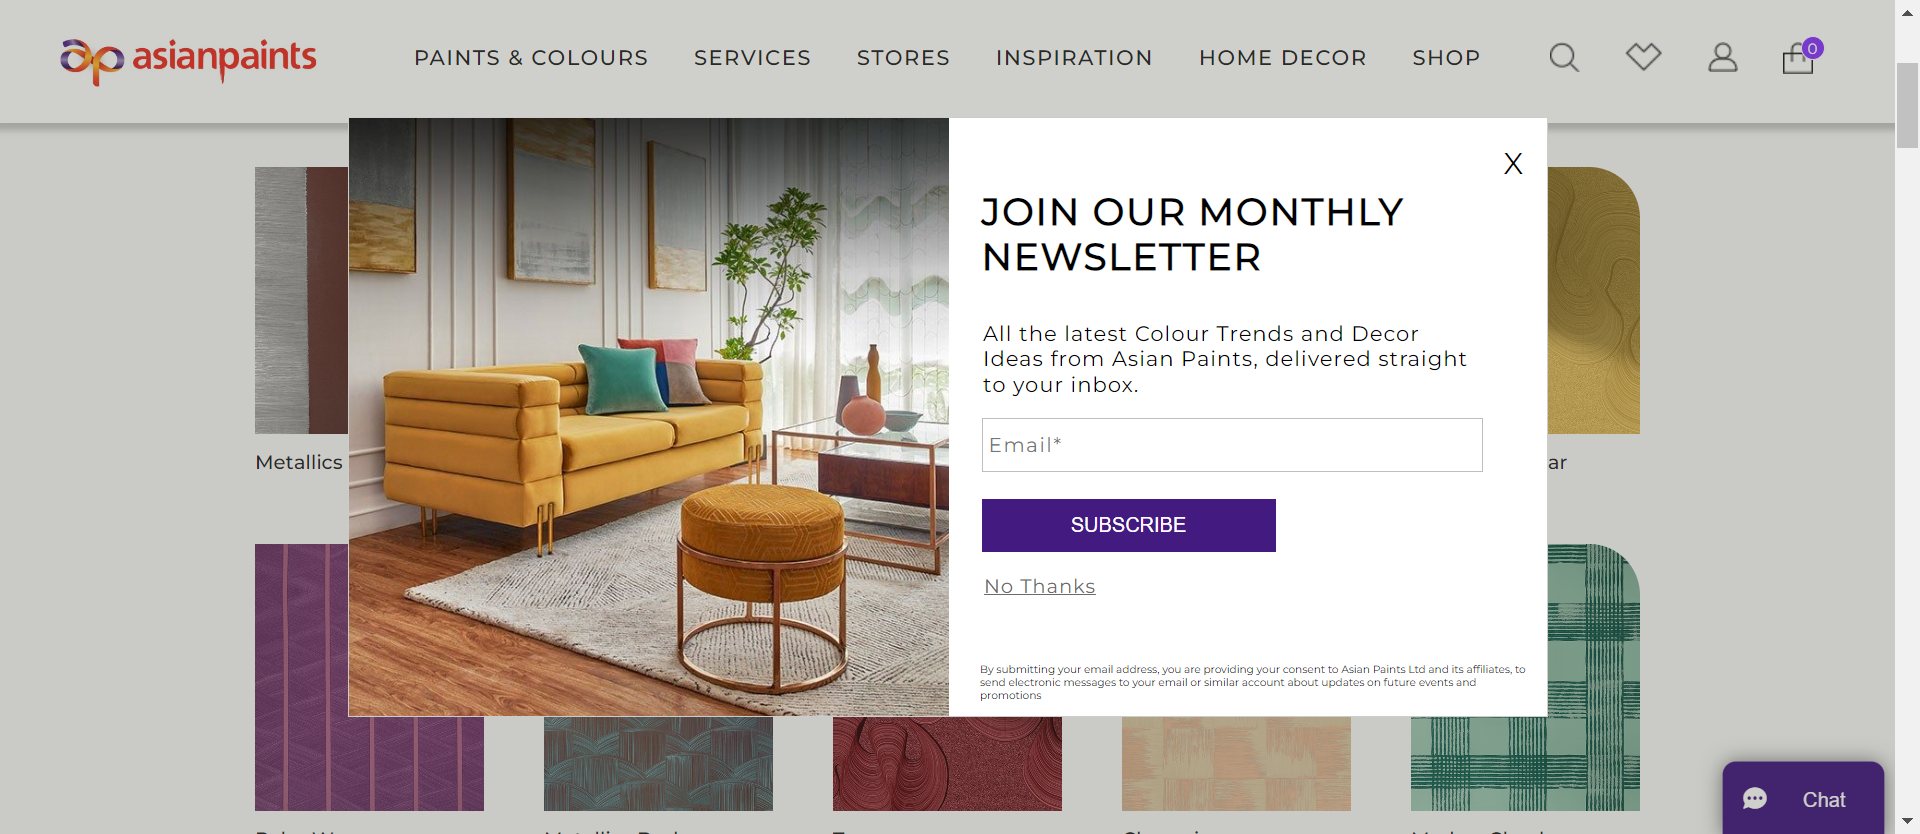 asianpaints
PAINTS & COLOURS
SERVICES
STORES
INSPIRATION
HOME DECOR
SHOP
0
X
JOIN OUR MONTHLY
NEWSLETTER
All the latest Colour Trends and Decor
Ideas from Asian Paints, delivered straight
to your inbox.
Email*
SUBSCRIBE
No Thanks
By submitting your email address, you are providing your consent to Asian Paints Ltd and its affiliates, to
send electronic messages to your email or similar account about updates on future events and
promotions
Metallics
ar
Chat